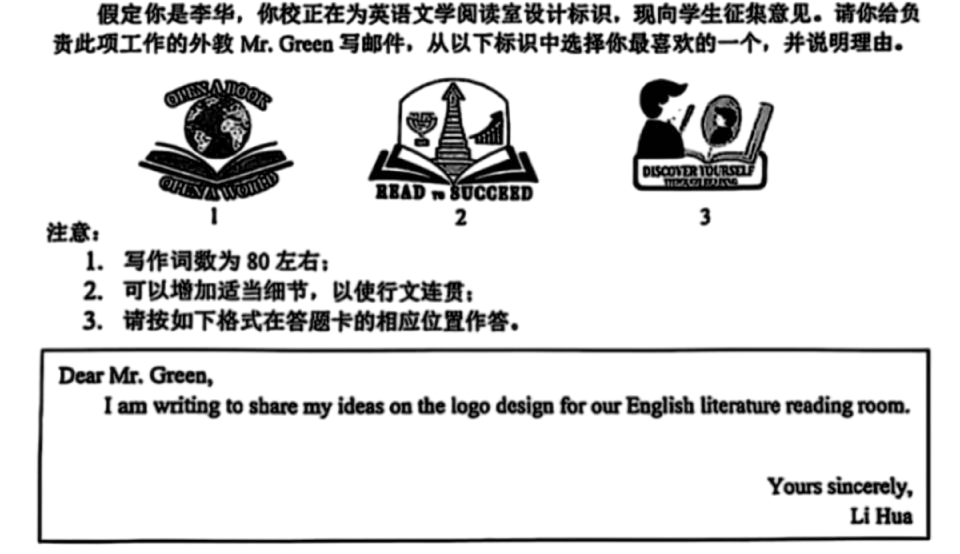 假定你是李华，你校正在为英语文学阅读室设计标识，现向学生征集意见。请你给负
责此项工作的外教 Mr. Green 写邮件，从以下标识中选择你最喜欢的一个，并说明理由。
OPEN A BOOK
OPEN A WORLD
1
READ TO SUCCEED
2
DISCOVER YOURSELF
3
注意：
1. 写作词数为 80 左右；
2. 可以增加适当细节，以使行文连贯；
3. 请按如下格式在答题卡的相应位置作答。
Dear Mr. Green,
I am writing to share my ideas on the logo design for our English literature reading room.
Yours sincerely,
Li Hua